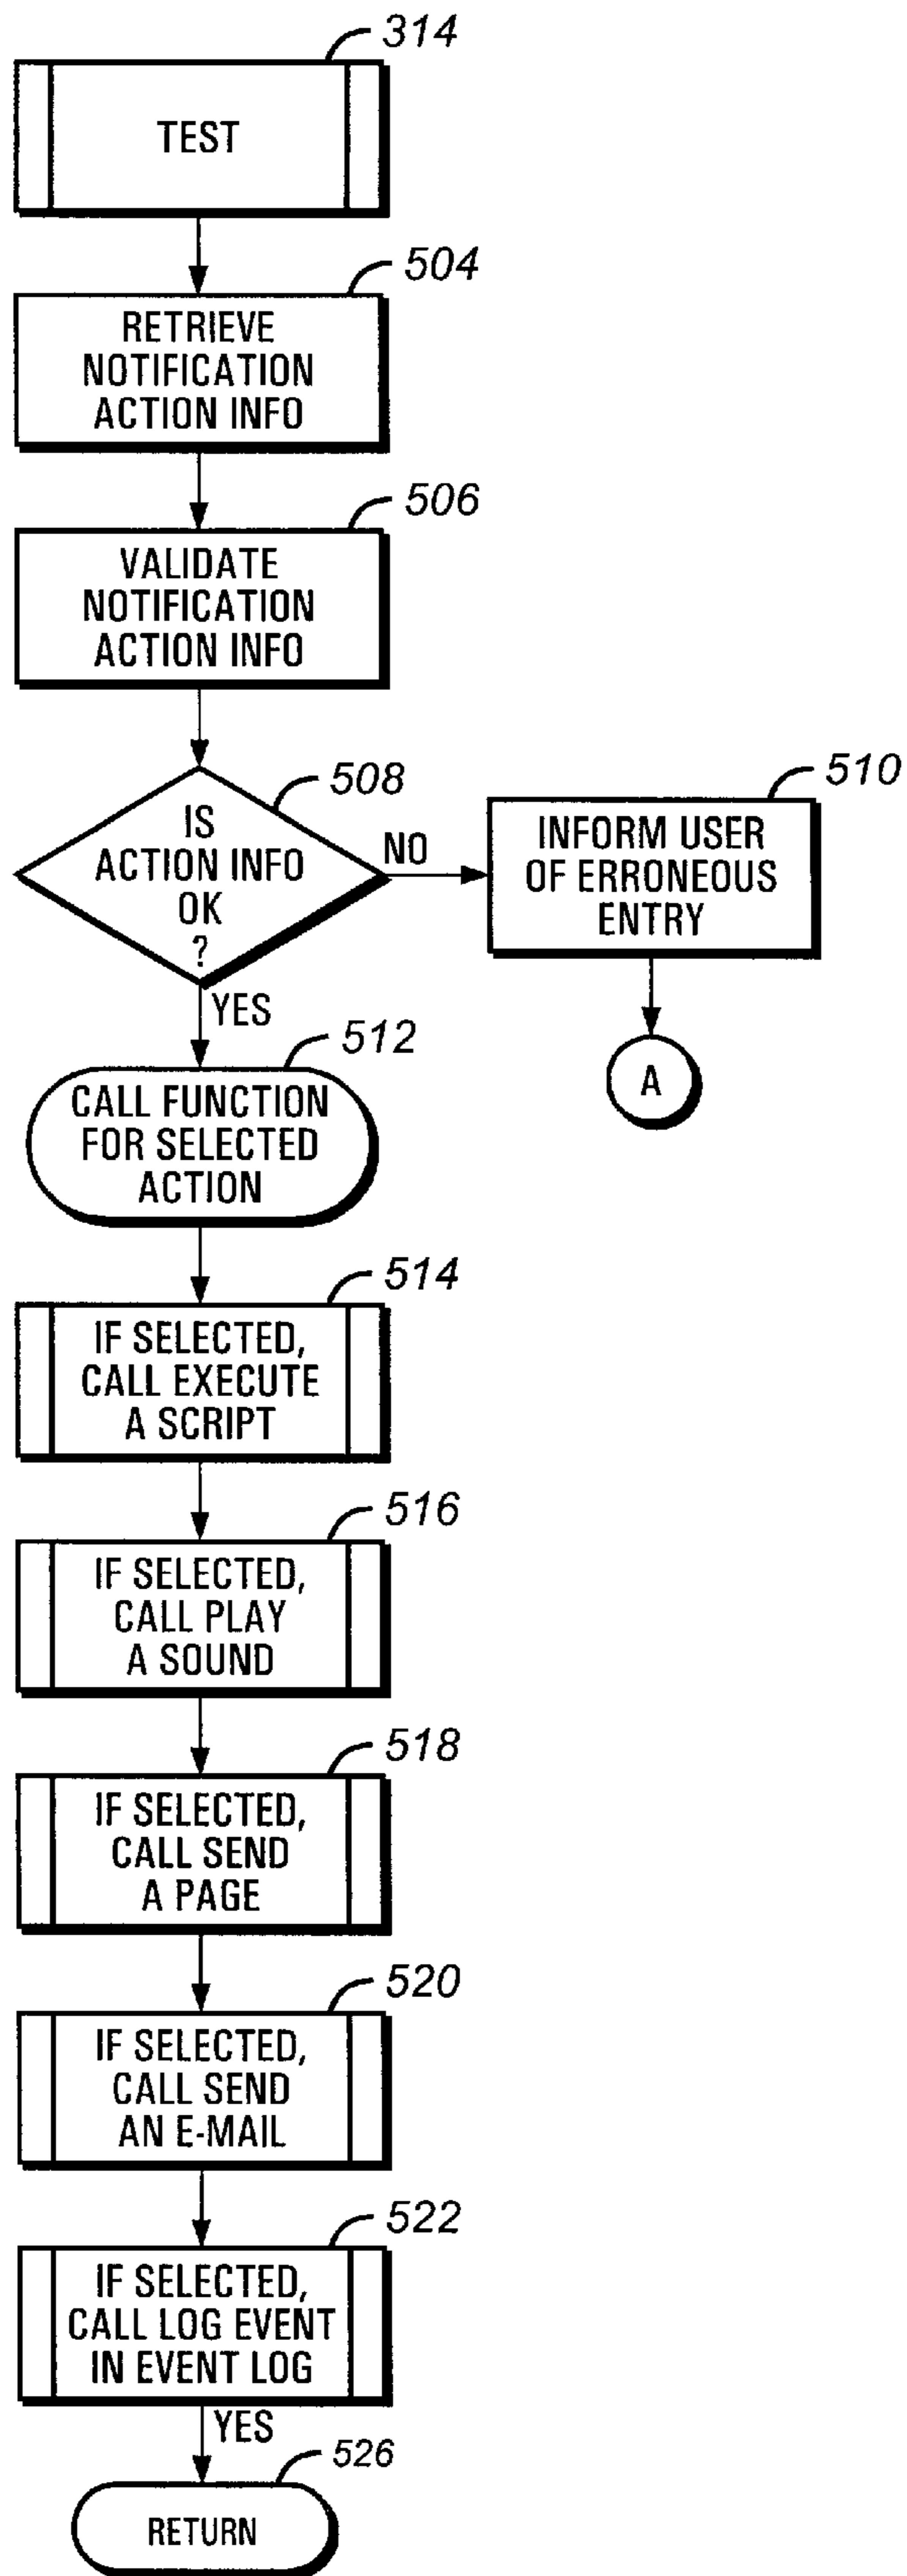 314
TEST
504
RETRIEVE
NOTIFICATION
ACTION INFO
506
VALIDATE
NOTIFICATION
ACTION INFO
508
IS
ACTION INFO
OK
?
NO
510
INFORM USER
OF ERRONEOUS
ENTRY
A
YES
512
CALL FUNCTION
FOR SELECTED
ACTION
514
IF SELECTED,
CALL EXECUTE
A SCRIPT
516
IF SELECTED,
CALL PLAY
A SOUND
518
IF SELECTED,
CALL SEND
A PAGE
520
IF SELECTED,
CALL SEND
AN E-MAIL
522
IF SELECTED,
CALL LOG EVENT
IN EVENT LOG
YES
526
RETURN